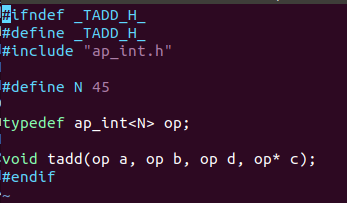 #ifndef _TADD_H_
#define _TADD_H_
#include "ap_int.h"
#define N 45
typedef ap_int<N> op;
void tadd(op a, op b, op d, op* c);
#endif
~